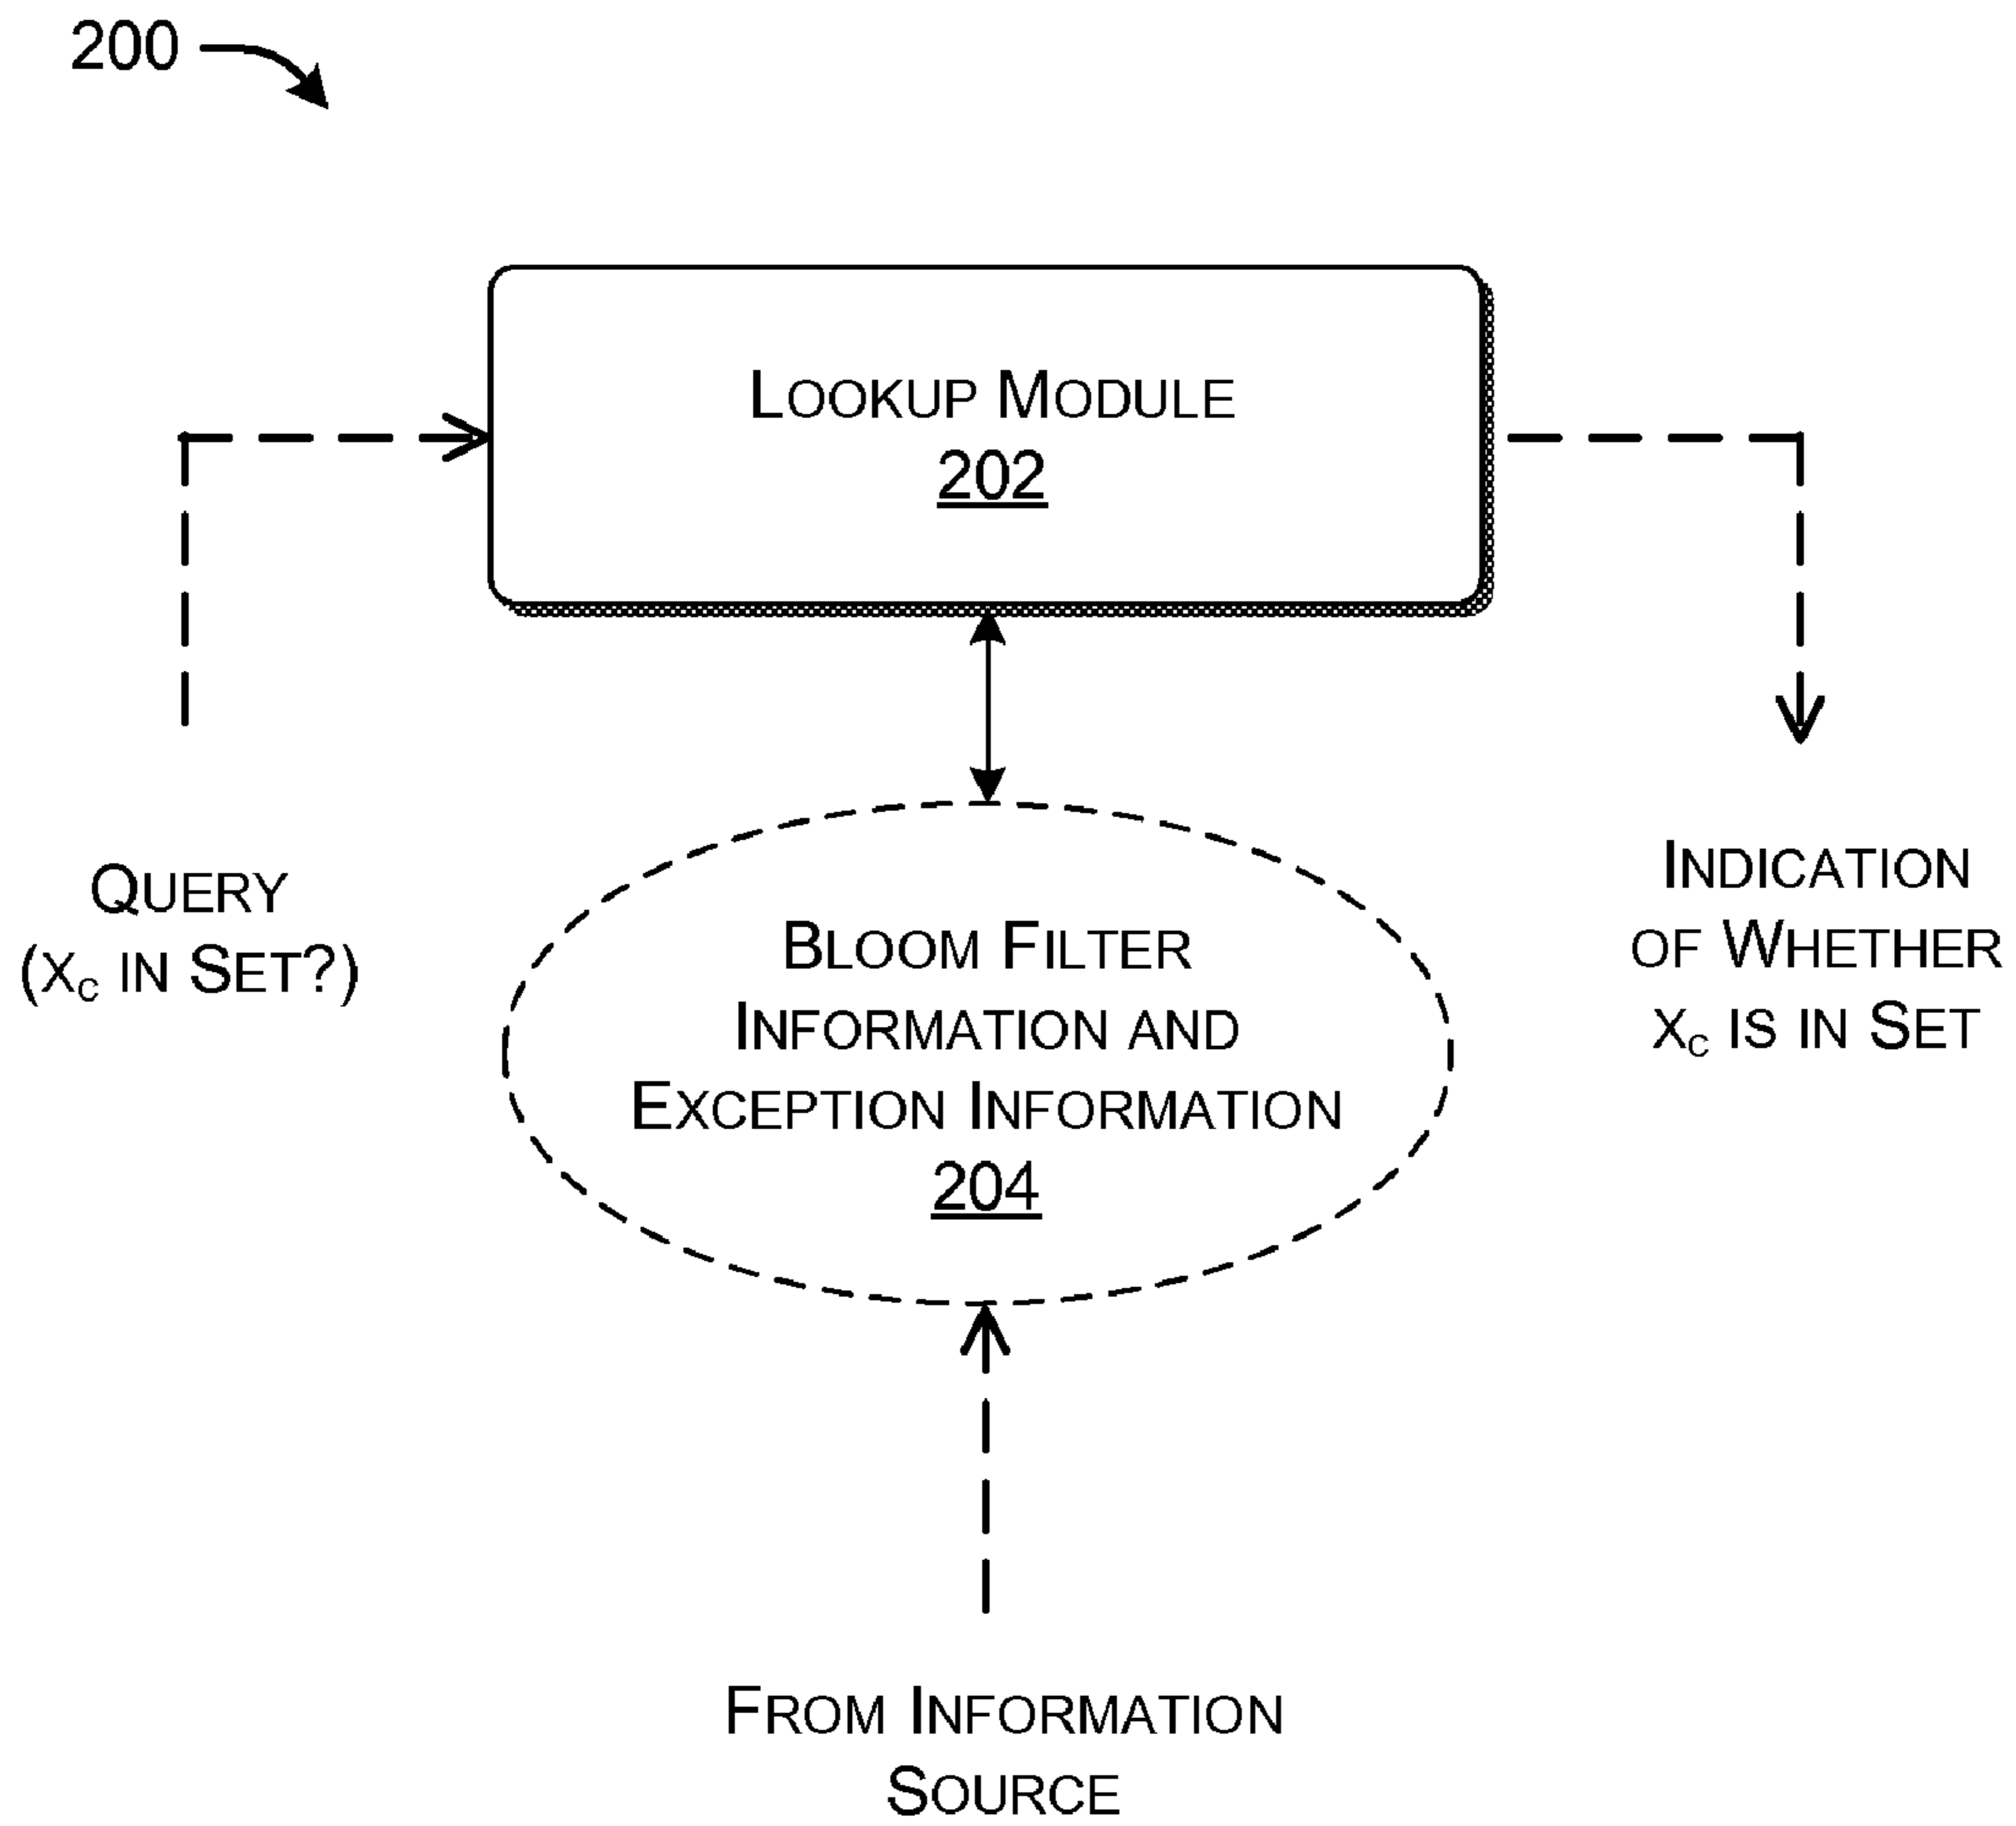 200
Lookup Module
202
Query
(xc in Set?)
Indication
of Whether
xc is in Set
Bloom Filter
Information and
Exception Information
204
From Information
Source